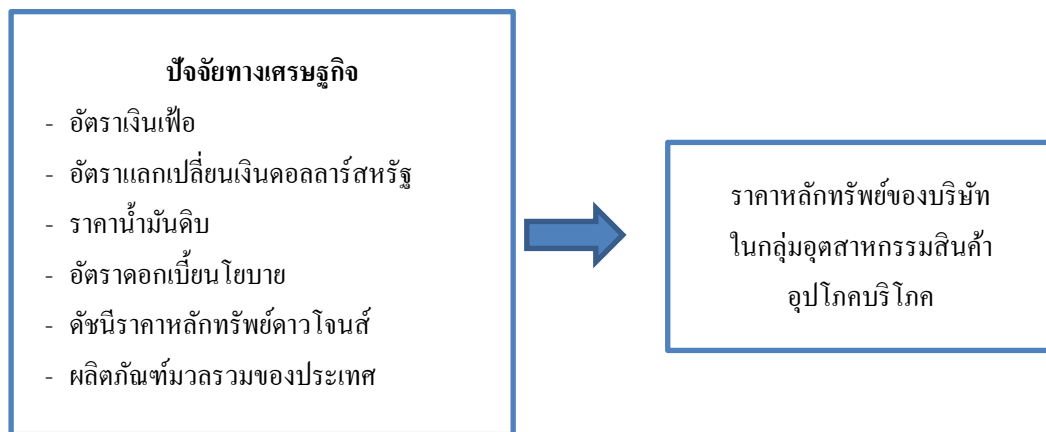 ปัจจัยทางเศรษฐกิจ
- อัตราเงินเฟ้อ
- อัตราแลกเปลี่ยนเงินดอลลาร์สหรัฐ
- ราคาน้ำมันดิบ
- อัตราดอกเบี้ยนโยบาย
- ดัชนีราคาหลักทรัพย์ดาวโจนส์
- ผลิตภัณฑ์มวลรวมของประเทศ
ราคาหลักทรัพย์ของบริษัท
ในกลุ่มอุตสาหกรรมสินค้า
อุปโภคบริโภค